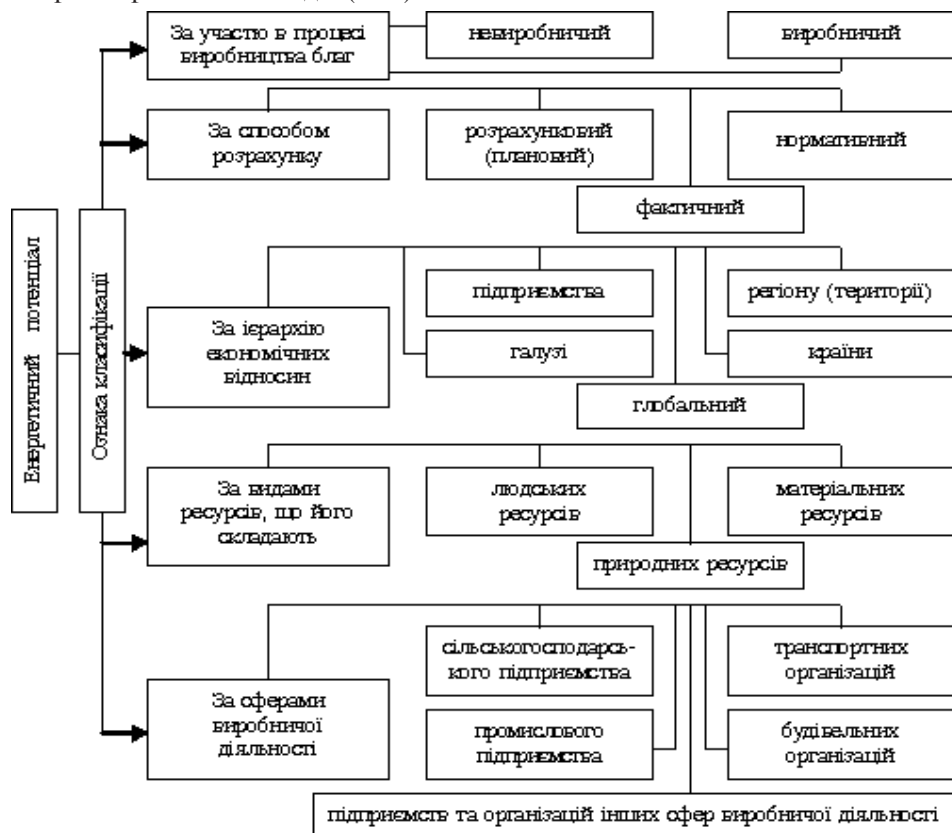 За участю в процесі
виробництва благ
невиробничий
виробничий
За способом
розрахунку
розрахунковий
(плановий)
нормативний
фактичний
Енергетичний потенціал
Ознака класифікації
За ієрархію
економічних
відносин
підприємства
регіону (території)
галузі
країни
глобальний
За видами
ресурсів, що його
складають
людських
ресурсів
матеріальних
ресурсів
природних ресурсів
За сферами
виробничої
діяльності
сільськогосподарсь-
кого підприємства
транспортних
організацій
промислового
підприємства
будівельних
організацій
підприємств та організацій інших сфер виробничої діяльності